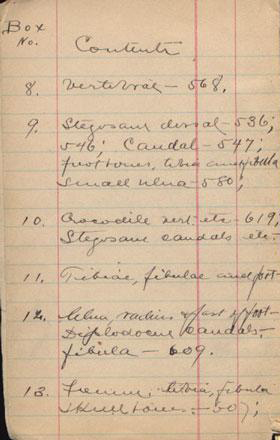 Box
No.
Contents
8. Vertebrae - 568.
9. Stegosaur dorsal - 536;
546; Caudal - 547;
foot bones, tibia and fibula
small ulna - 580;
10. Crocodile vert. etc - 619;
Stegosaur caudals etc.
11. Tibiae, fibulae and foot-
12. Ulna, radius & part of foot-
Diplodocus caudals.
fibula - 609.
13. Femur, tibia, fibula
skull bones - 507;